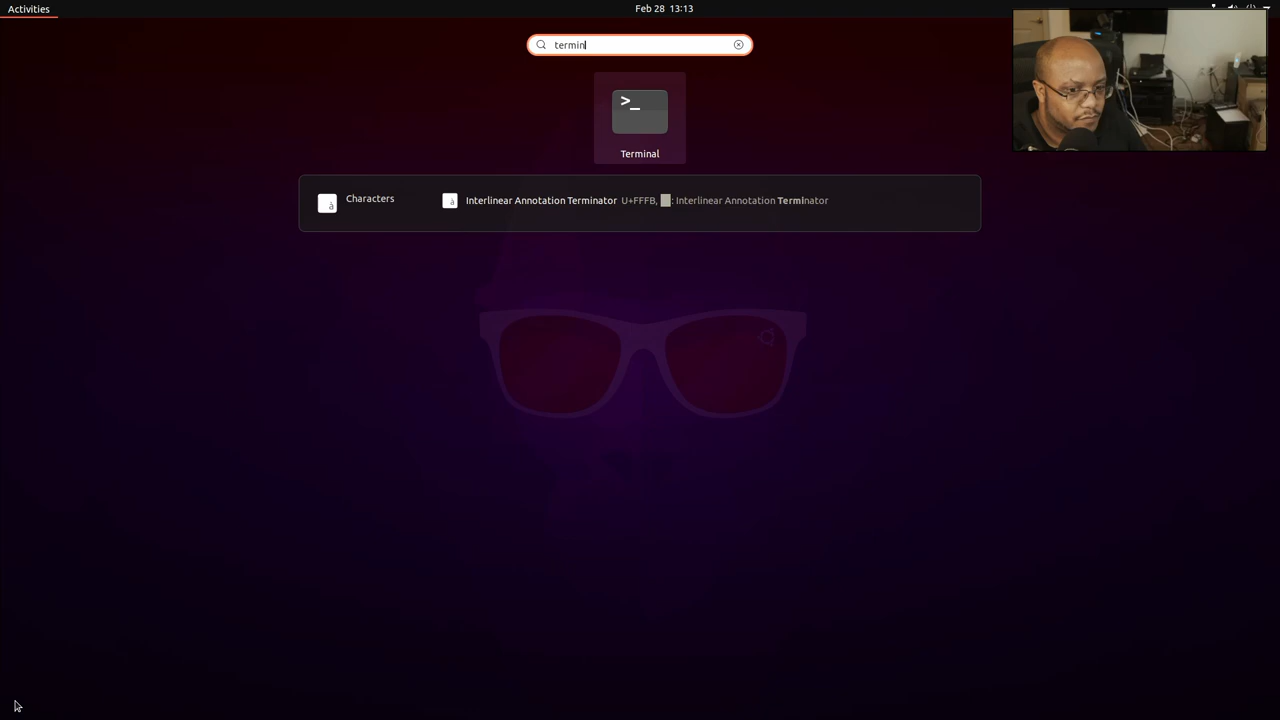 Activities
Feb 28 13:13
termin
>_
Terminal
Characters
Interlinear Annotation Terminator U+FFFB, : Interlinear Annotation Terminator